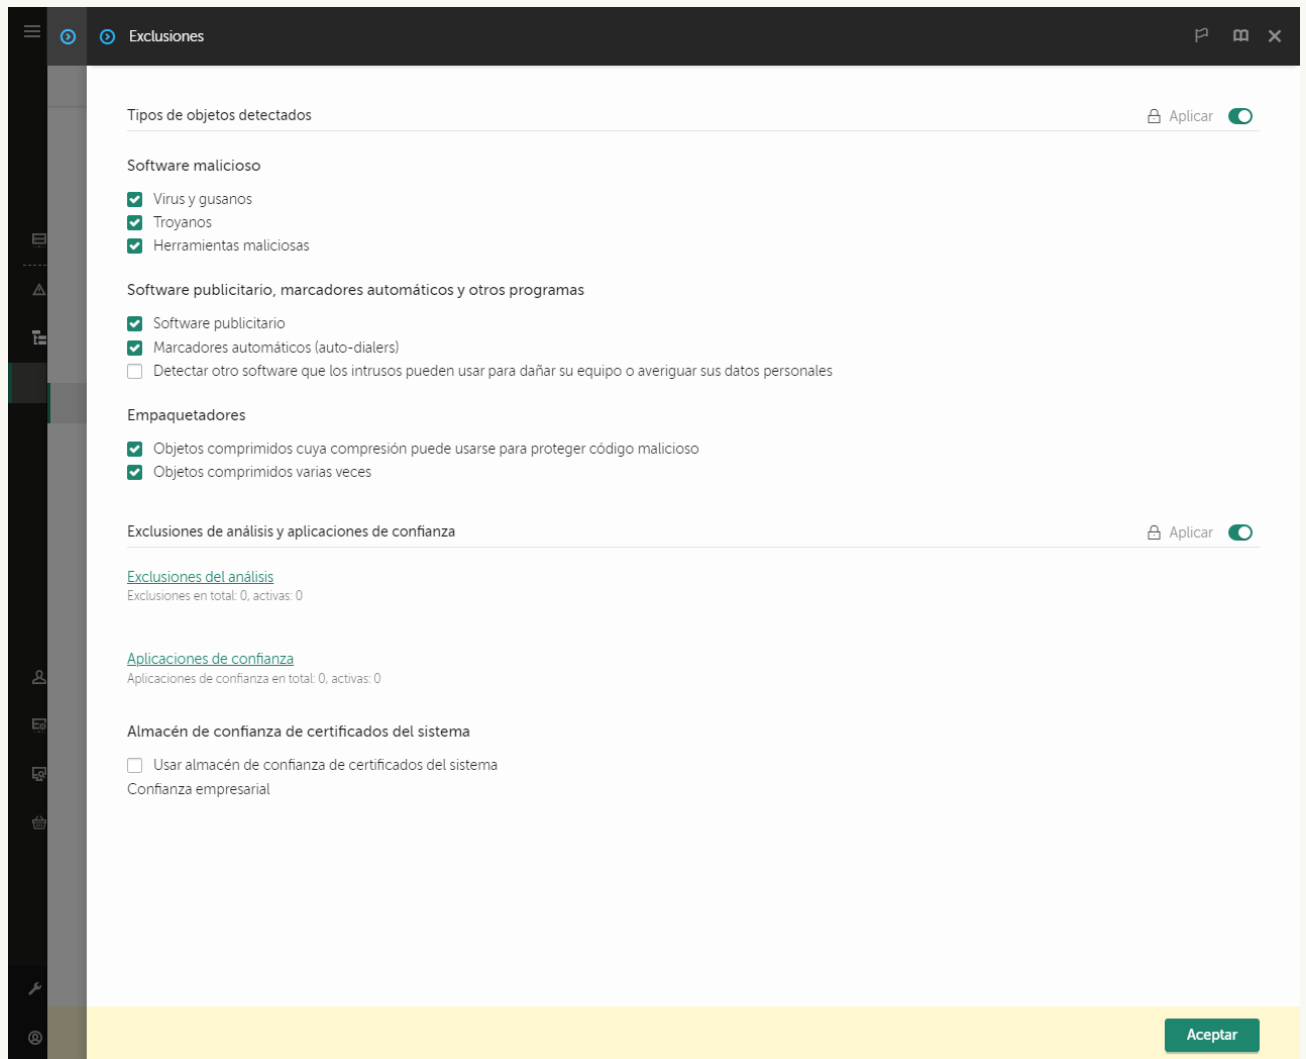 Exclusiones
Tipos de objetos detectados
Aplicar
Software malicioso
Virus y gusanos
Troyanos
Herramientas maliciosas
Software publicitario, marcadores automáticos y otros programas
Software publicitario
Marcadores automáticos (auto-dialers)
Detectar otro software que los intrusos pueden usar para dañar su equipo o averiguar sus datos personales
Empaquetadores
Objetos comprimidos cuya compresión puede usarse para proteger código malicioso
Objetos comprimidos varias veces
Exclusiones de análisis y aplicaciones de confianza
Aplicar
Exclusiones del análisis
Exclusiones en total: 0, activas: 0
Aplicaciones de confianza
Aplicaciones de confianza en total: 0, activas: 0
Almacén de confianza de certificados del sistema
Usar almacén de confianza de certificados del sistema
Confianza empresarial
Aceptar